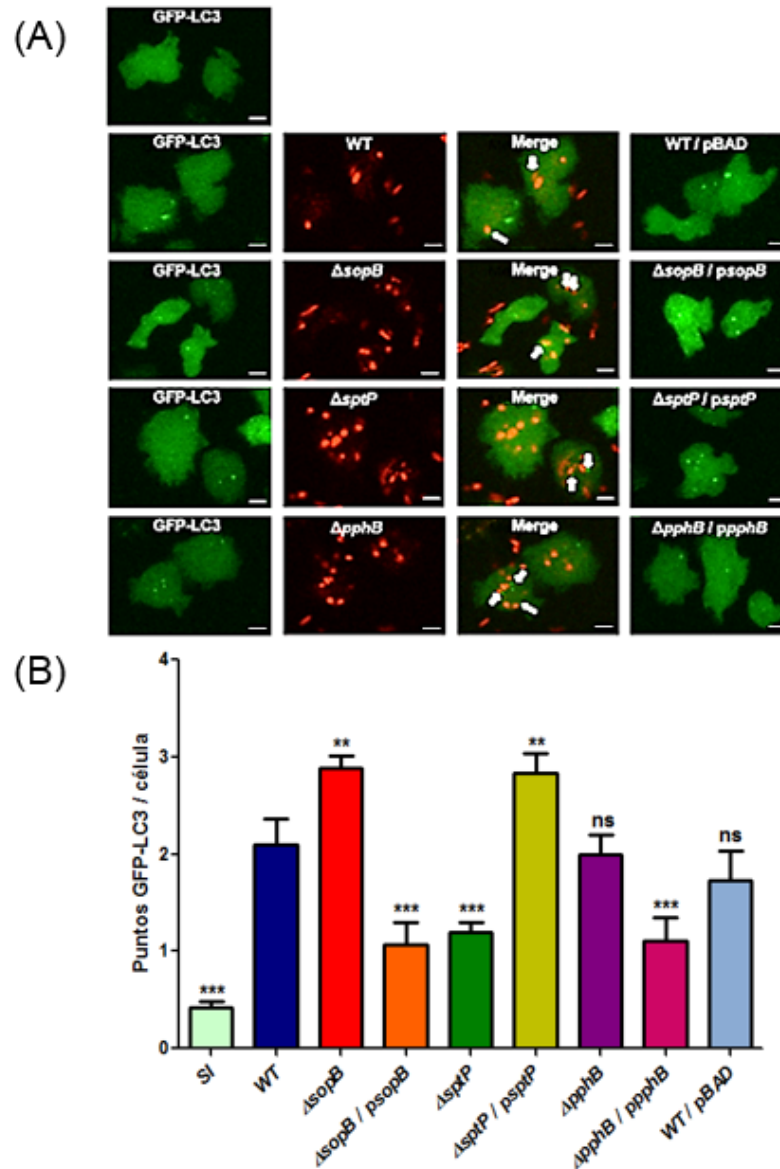 (A)
GFP-LC3
GFP-LC3 WT Merge WT / pBAD
GFP-LC3 ΔsopB Merge ΔsopB / psopB
GFP-LC3 ΔsptP Merge ΔsptP / psptP
GFP-LC3 ΔpphB Merge ΔpphB / ppphB
(B)
Puntos GFP-LC3 / célula
4
3
2
1
0
*** ** *** *** ** ns *** ns
SI WT ΔsopB ΔsopB / psopB ΔsptP ΔsptP / psptP ΔpphB ΔpphB / ppphB WT / pBAD